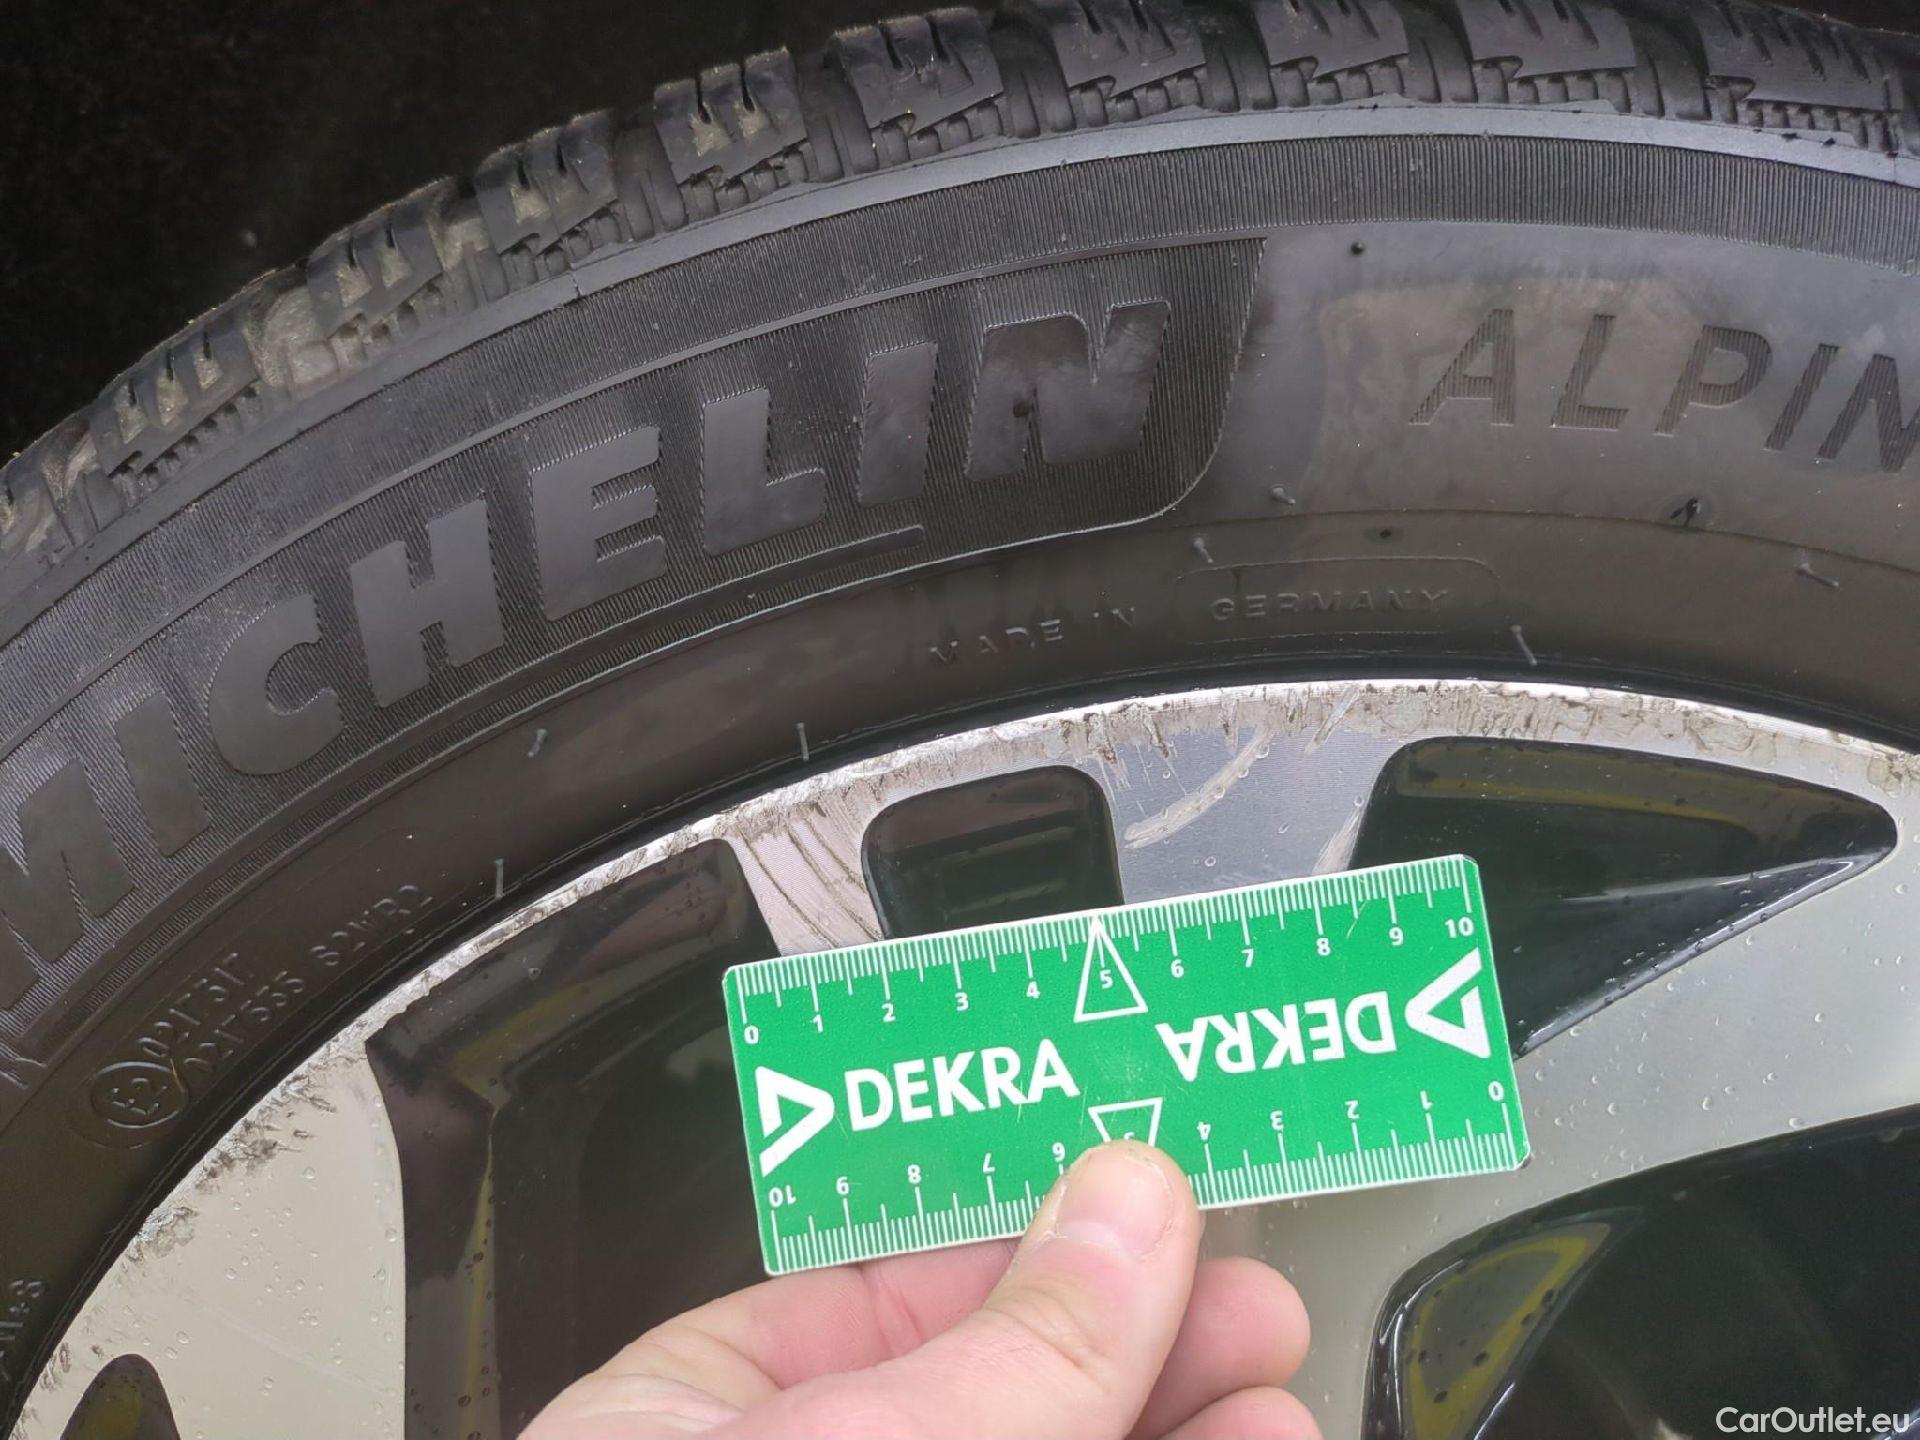 MICHELIN
ALPIN
MADE IN GERMANY
E2
0 1 2 3 4 5 6 7 8 9 10
DEKRA
DEKRA
10 9 8 7 6 5 4 3 2 1 0
CarOutlet.eu